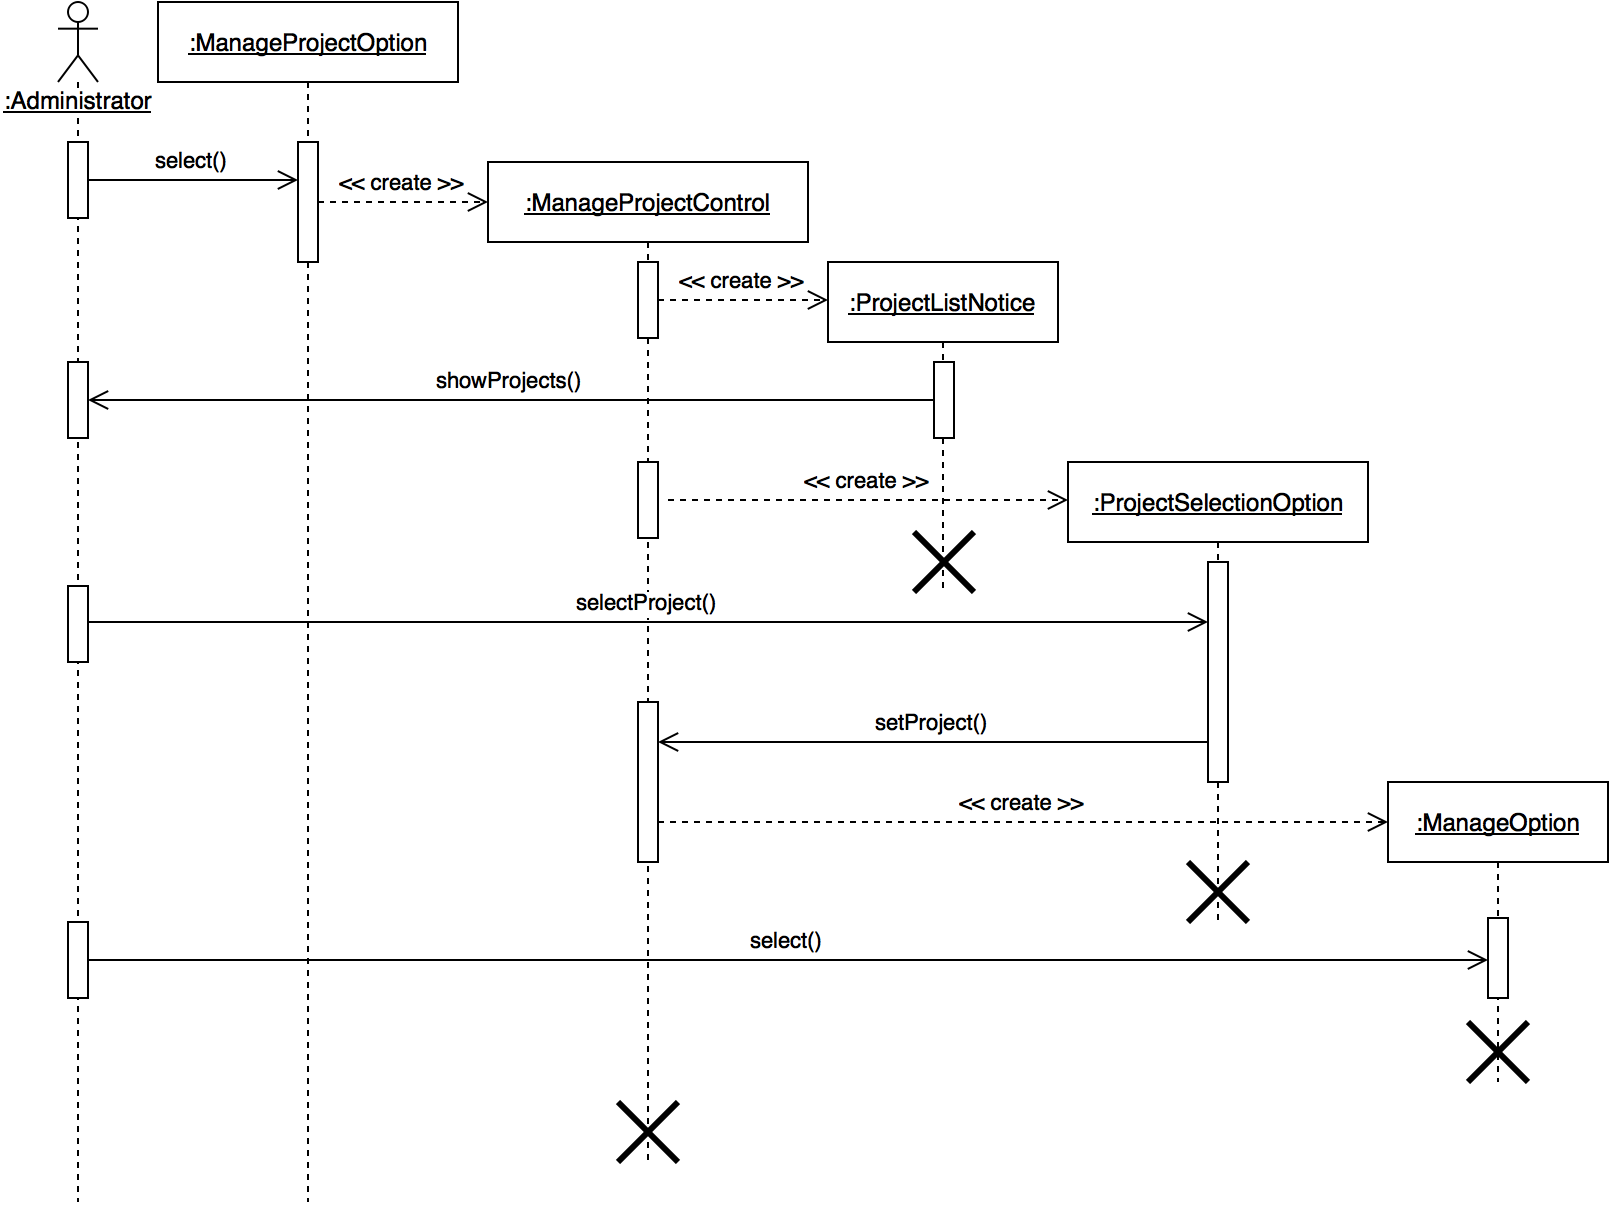 :ManageProjectOption
:Administrator
select()
<< create >>
:ManageProjectControl
<< create >>
:ProjectListNotice
showProjects()
<< create >>
:ProjectSelectionOption
selectProject()
setProject()
<< create >>
:ManageOption
select()